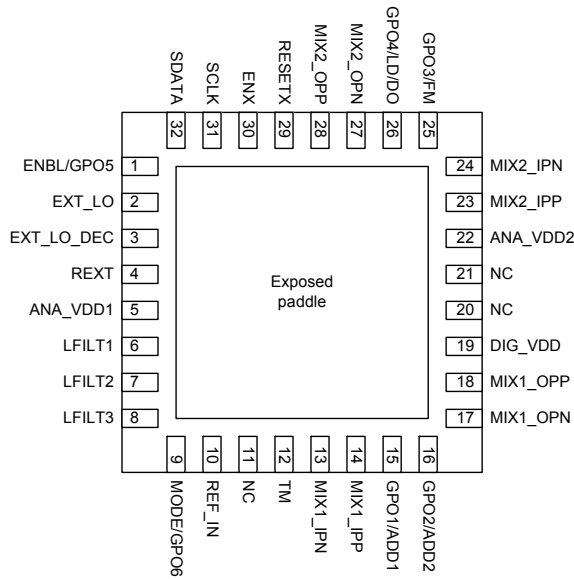 SDATA
SCLK
ENX
RESETX
MIX2_OPP
MIX2_OPN
GPO4/LD/DO
GPO3/FM
32
31
30
29
28
27
26
25
ENBL/GPO5 1
EXT_LO 2
EXT_LO_DEC 3
REXT 4
ANA_VDD1 5
LFILT1 6
LFILT2 7
LFILT3 8
Exposed
paddle
24 MIX2_IPN
23 MIX2_IPP
22 ANA_VDD2
21 NC
20 NC
19 DIG_VDD
18 MIX1_OPP
17 MIX1_OPN
9
10
11
12
13
14
15
16
MODE/GPO6
REF_IN
NC
TM
MIX1_IPN
MIX1_IPP
GPO1/ADD1
GPO2/ADD2